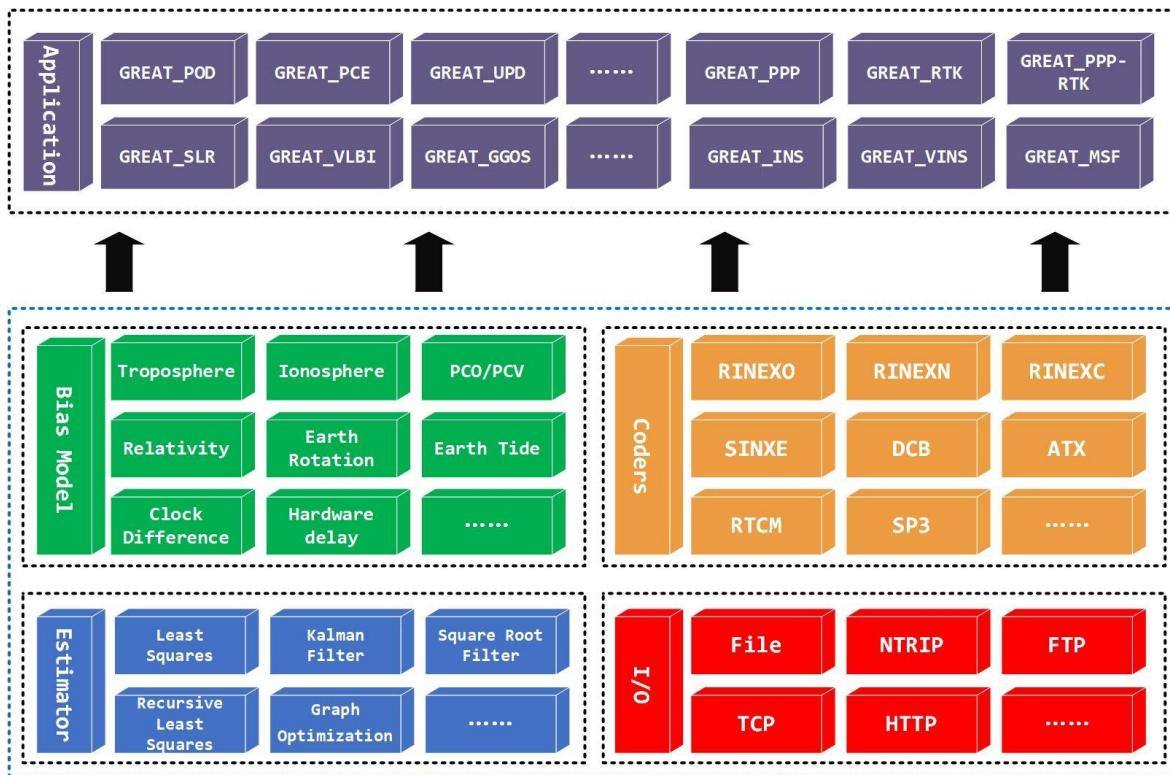 Application
GREAT_POD
GREAT_PCE
GREAT_UPD
······
GREAT_PPP
GREAT_RTK
GREAT_PPP-
RTK
GREAT_SLR
GREAT_VLBI
GREAT_GGOS
······
GREAT_INS
GREAT_VINS
GREAT_MSF
Bias Model
Troposphere
Ionosphere
PCO/PCV
Relativity
Earth
Rotation
Earth Tide
Clock
Difference
Hardware
delay
······
Coders
RINEXO
RINEXN
RINEXC
SINXE
DCB
ATX
RTCM
SP3
······
Estimator
Least
Squares
Kalman
Filter
Square Root
Filter
Recursive
Least
Squares
Graph
Optimization
······
I/O
File
NTRIP
FTP
TCP
HTTP
······